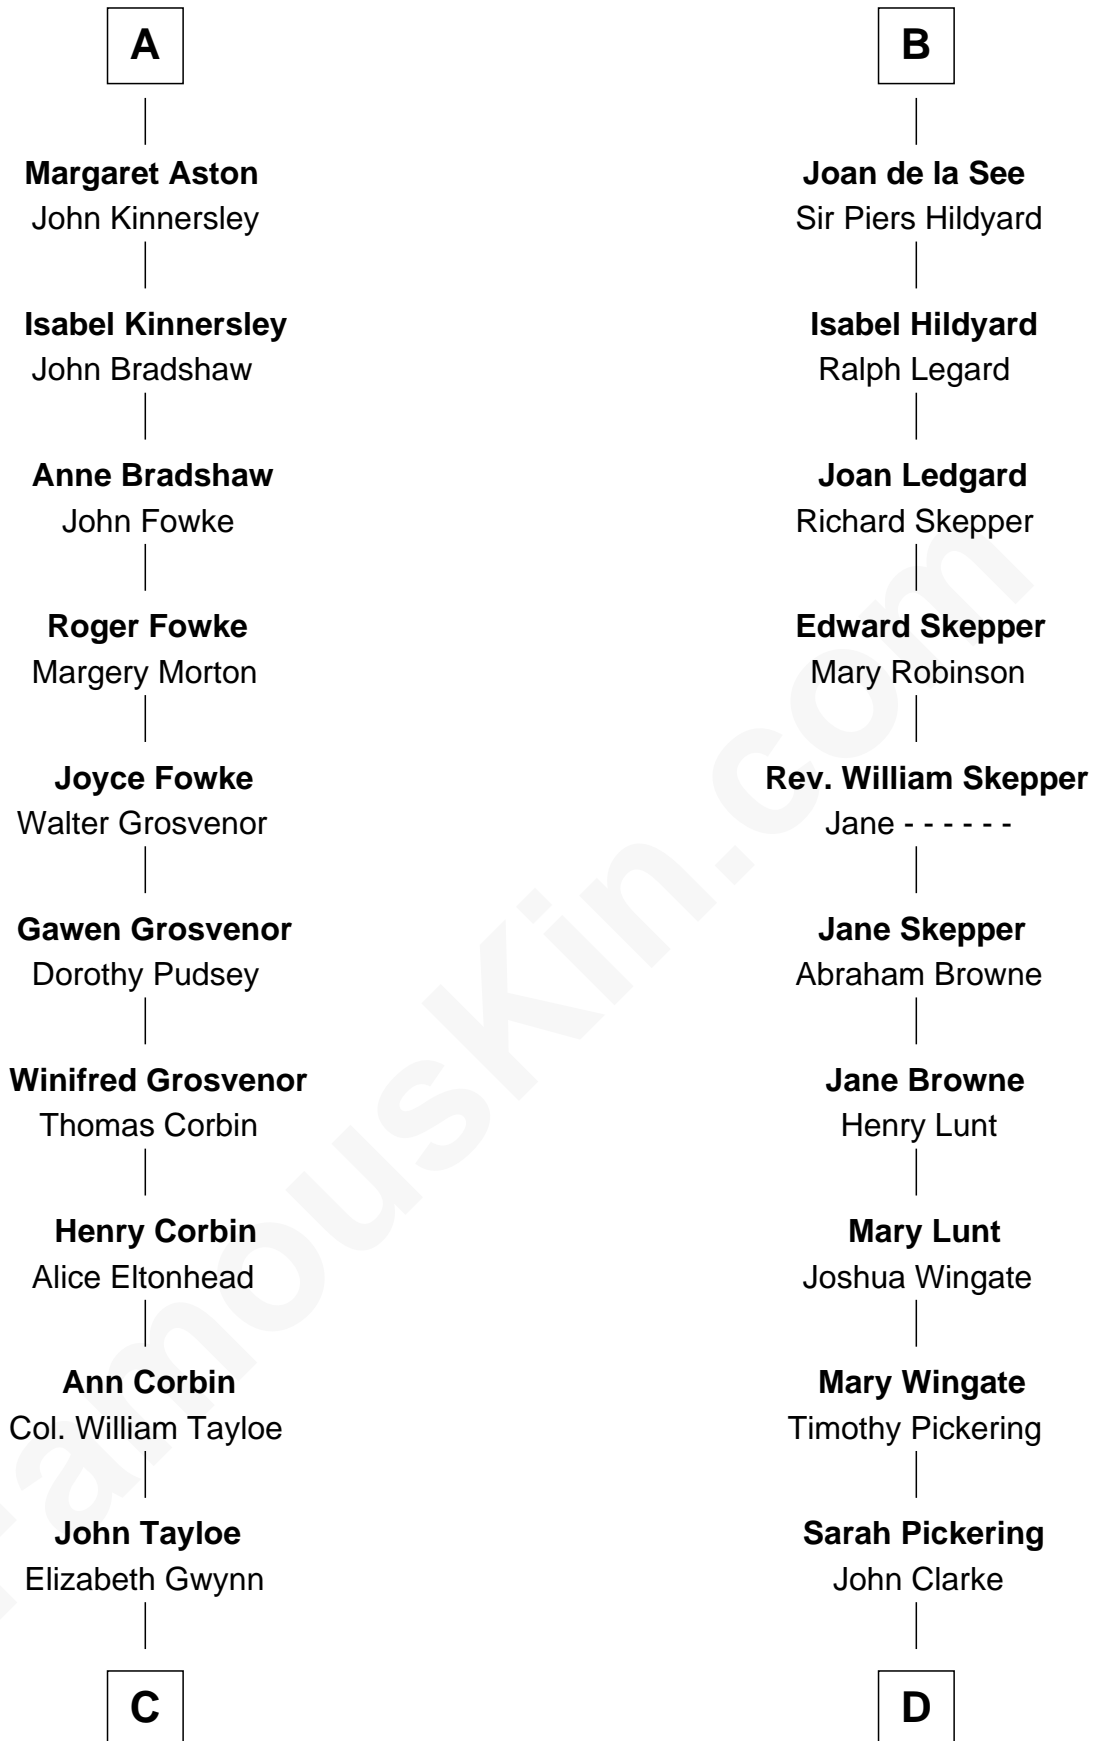 A
Margaret Aston
John Kinnersley
Isabel Kinnersley
John Bradshaw
Anne Bradshaw
John Fowke
Roger Fowke
Margery Morton
Joyce Fowke
Walter Grosvenor
Gawen Grosvenor
Dorothy Pudsey
Winifred Grosvenor
Thomas Corbin
Henry Corbin
Alice Eltonhead
Ann Corbin
Col. William Tayloe
John Tayloe
Elizabeth Gwynn
C
B
Joan de la See
Sir Piers Hildyard
Isabel Hildyard
Ralph Legard
Joan Ledgard
Richard Skepper
Edward Skepper
Mary Robinson
Rev. William Skepper
Jane - - - - - -
Jane Skepper
Abraham Browne
Jane Browne
Henry Lunt
Mary Lunt
Joshua Wingate
Mary Wingate
Timothy Pickering
Sarah Pickering
John Clarke
D
FamousKin.com